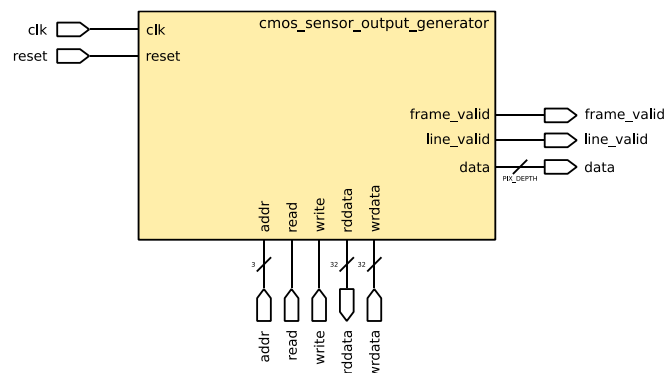 cmos_sensor_output_generator
clk clk
reset reset
frame_valid frame_valid
line_valid line_valid
data PIX_DEPTH data
addr read write rddata wrdata
3 32 32
addr read write rddata wrdata